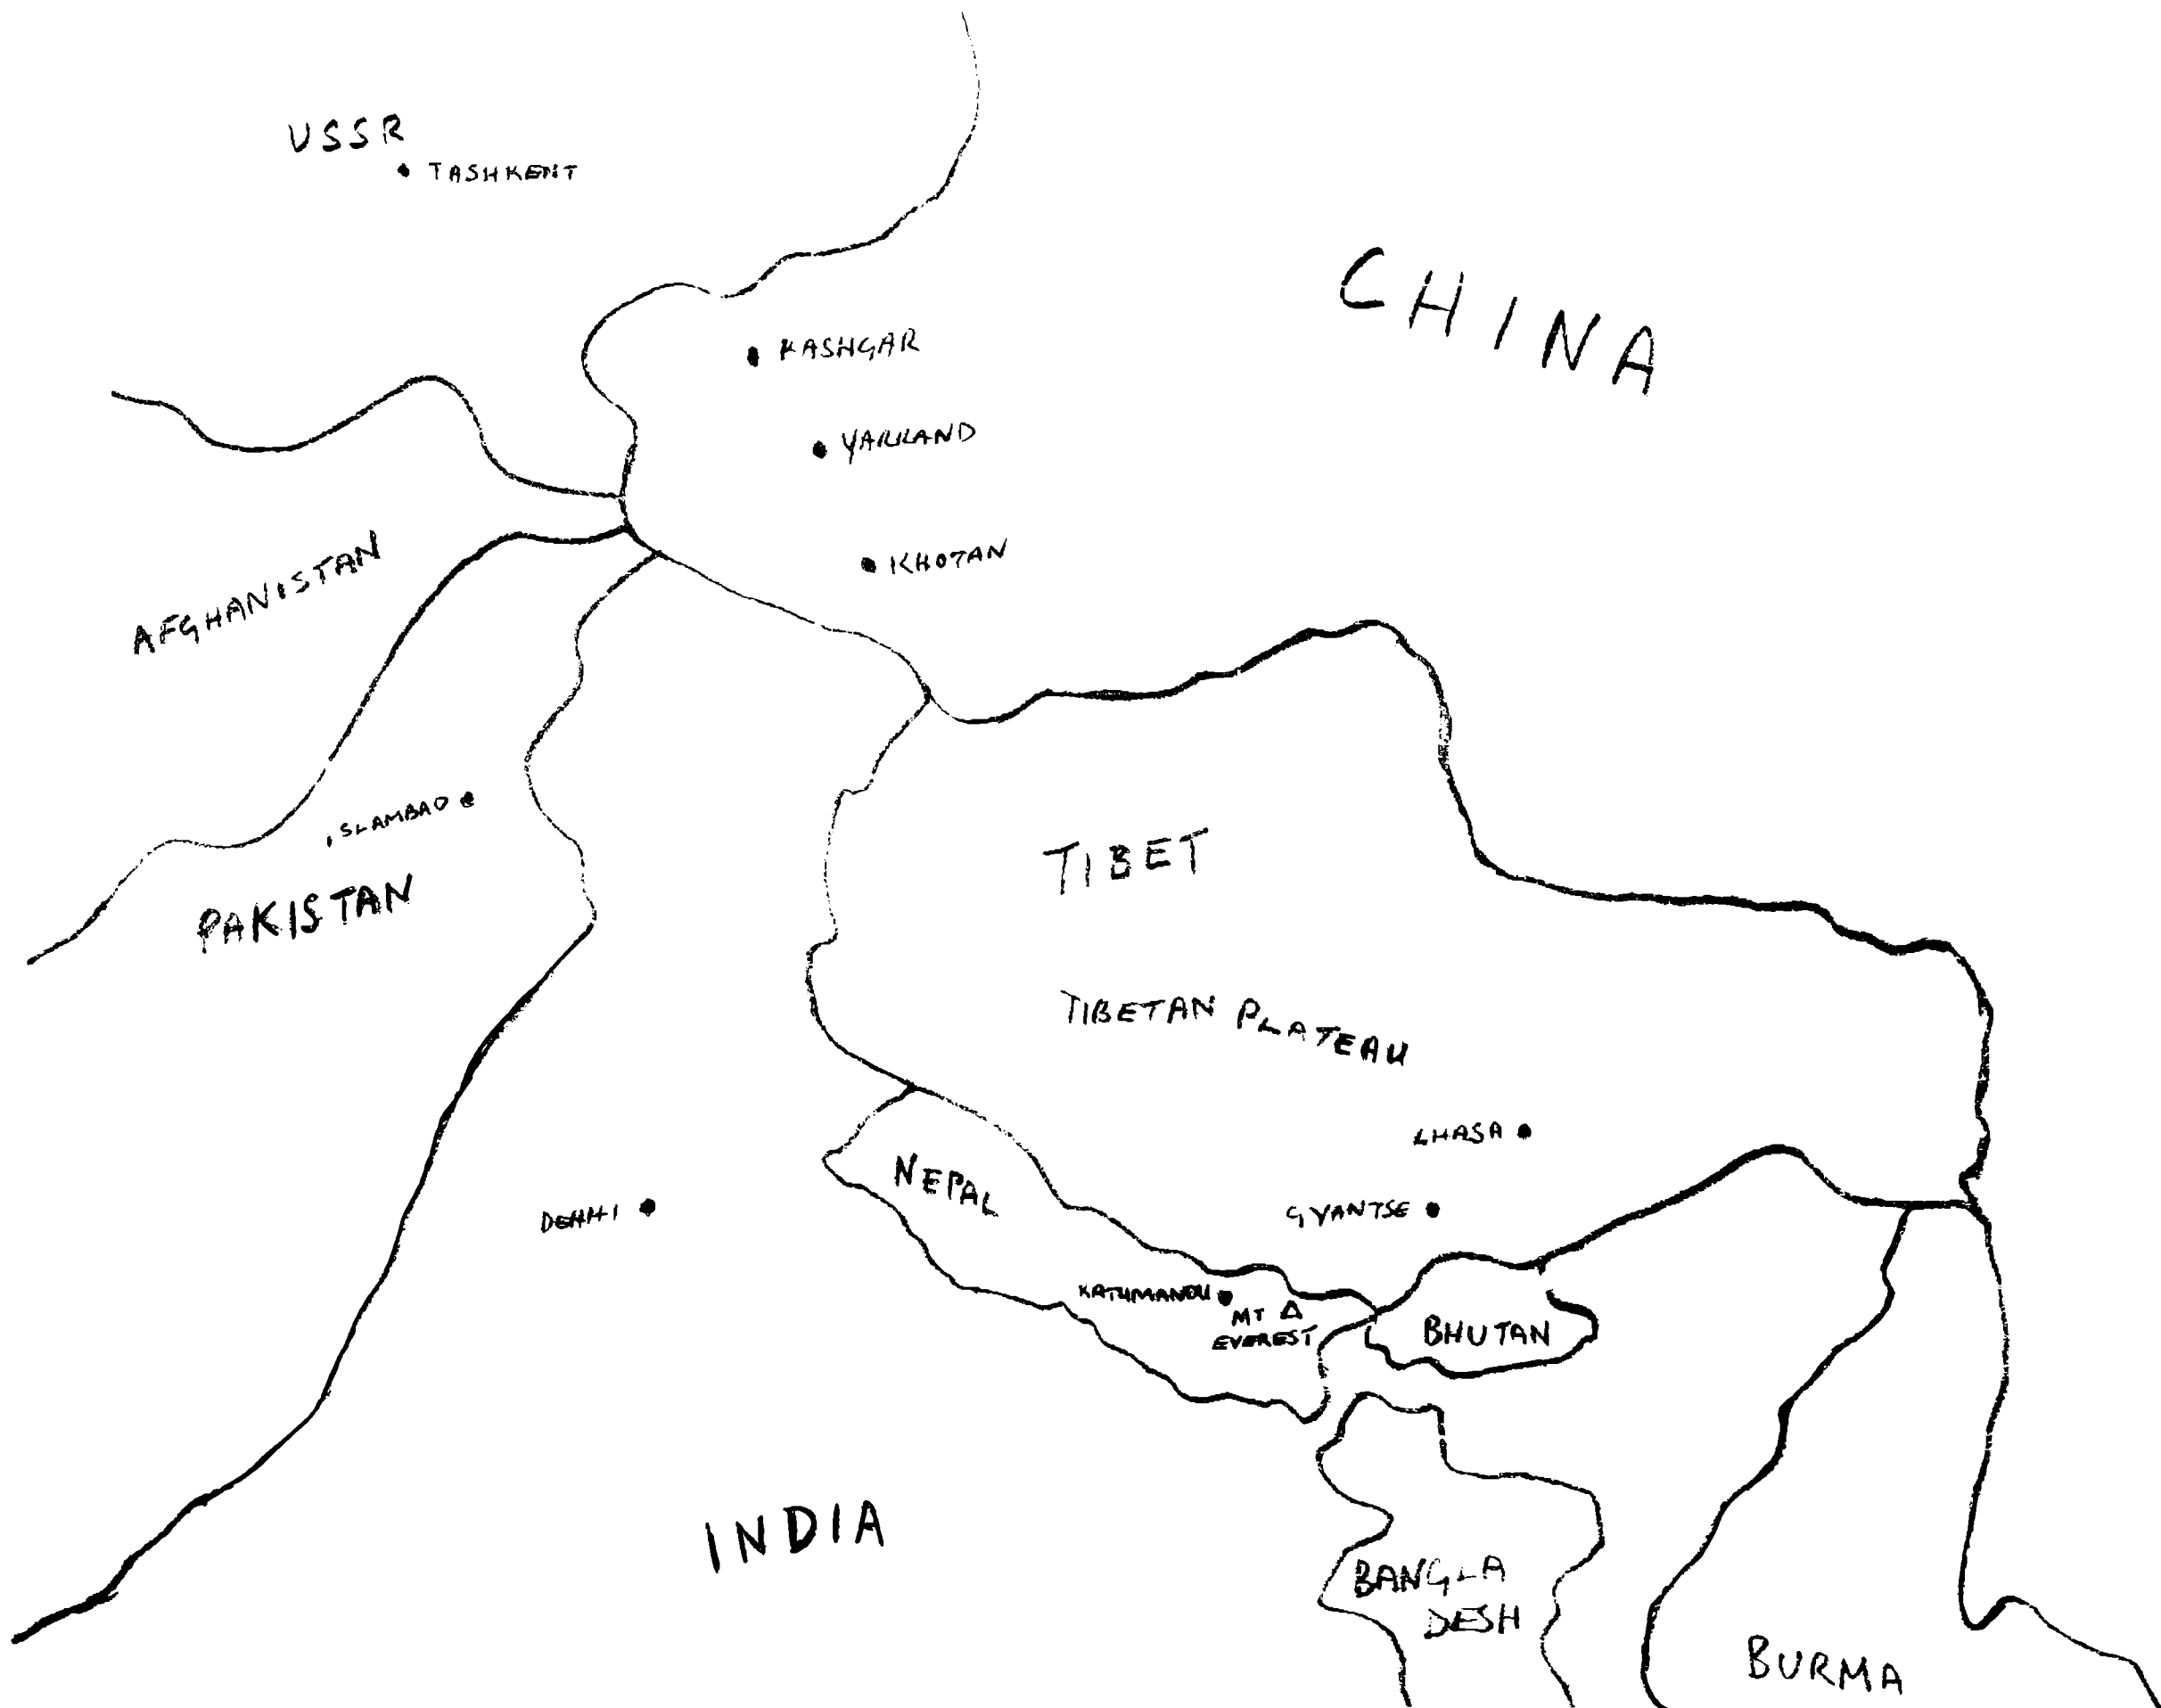 USSR
TASHKENT
CHINA
KASHGAR
YARKAND
KHOTAN
AFGHANISTAN
ISLAMBAD
PAKISTAN
TIBET
TIBETAN PLATEAU
LHASA
NEPAL
GYANTSE
DEHHI
KATHMANDU
MT
EVEREST
BHUTAN
INDIA
BANGLA
DESH
BURMA